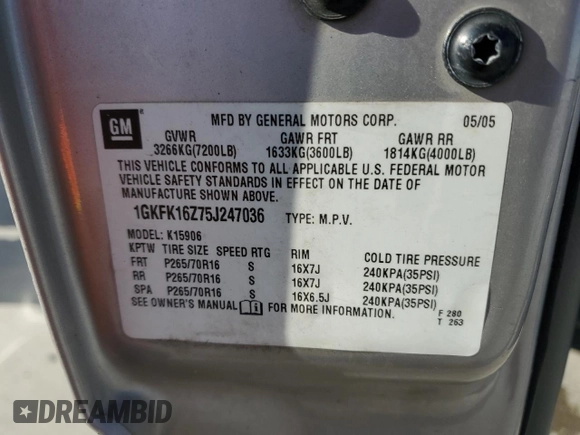 GM
MFD BY GENERAL MOTORS CORP. 05/05
GVWR GAWR FRT GAWR RR
3266KG(7200LB) 1633KG(3600LB) 1814KG(4000LB)
THIS VEHICLE CONFORMS TO ALL APPLICABLE U.S. FEDERAL MOTOR
VEHICLE SAFETY STANDARDS IN EFFECT ON THE DATE OF
MANUFACTURE SHOWN ABOVE.
1GKFK16Z75J247036 TYPE: M.P.V.
MODEL: K15906
KPTW TIRE SIZE SPEED RTG RIM COLD TIRE PRESSURE
FRT P265/70R16 S 16X7J 240KPA(35PSI)
RR P265/70R16 S 16X7J 240KPA(35PSI)
SPA P265/70R16 S 16X6.5J 240KPA(35PSI)
SEE OWNER'S MANUAL FOR MORE INFORMATION. F 280
T 263
DREAMBID